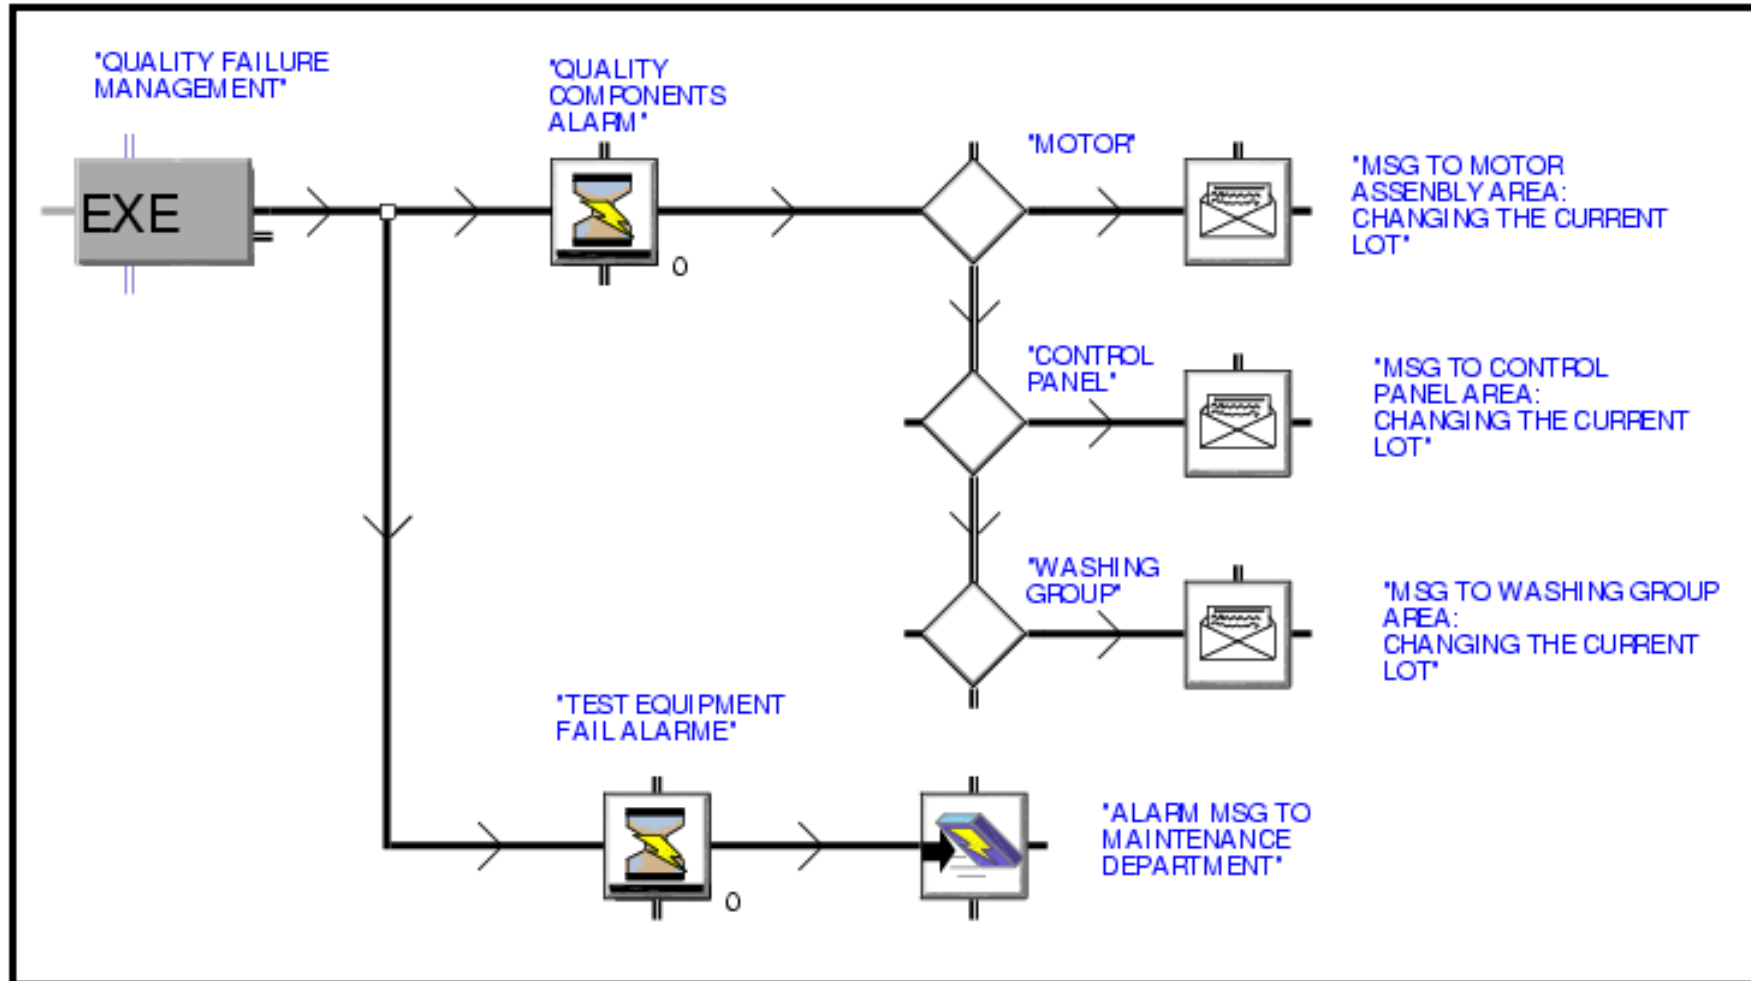 "QUALITY FAILURE
MANAGEMENT"
"QUALITY
COMPONENTS
ALARM"
"MOTOR"
"MSG TO MOTOR
ASSENBLY AREA:
CHANGING THE CURRENT
LOT"
EXE
0
"CONTROL
PANEL"
"MSG TO CONTROL
PANEL AREA:
CHANGING THE CURRENT
LOT"
"WASHING
GROUP"
"MSG TO WASHING GROUP
AREA:
CHANGING THE CURRENT
LOT"
"TEST EQUIPMENT
FAIL ALARME"
0
"ALARM MSG TO
MAINTENANCE
DEPARTMENT"